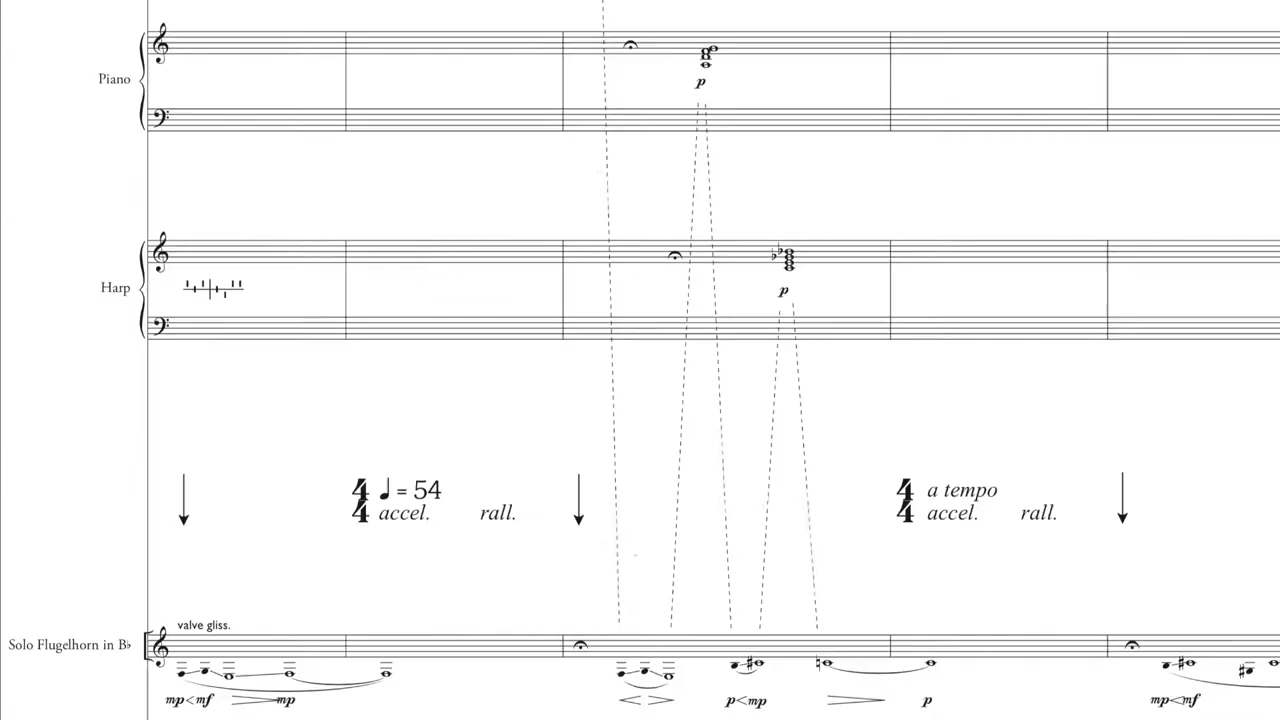 Piano
p
Harp
p
4 ♩ = 54
4 accel. rall.
4 a tempo
4 accel. rall.
valve gliss.
Solo Flugelhorn in B♭
mp mf mp p mp p mp mf